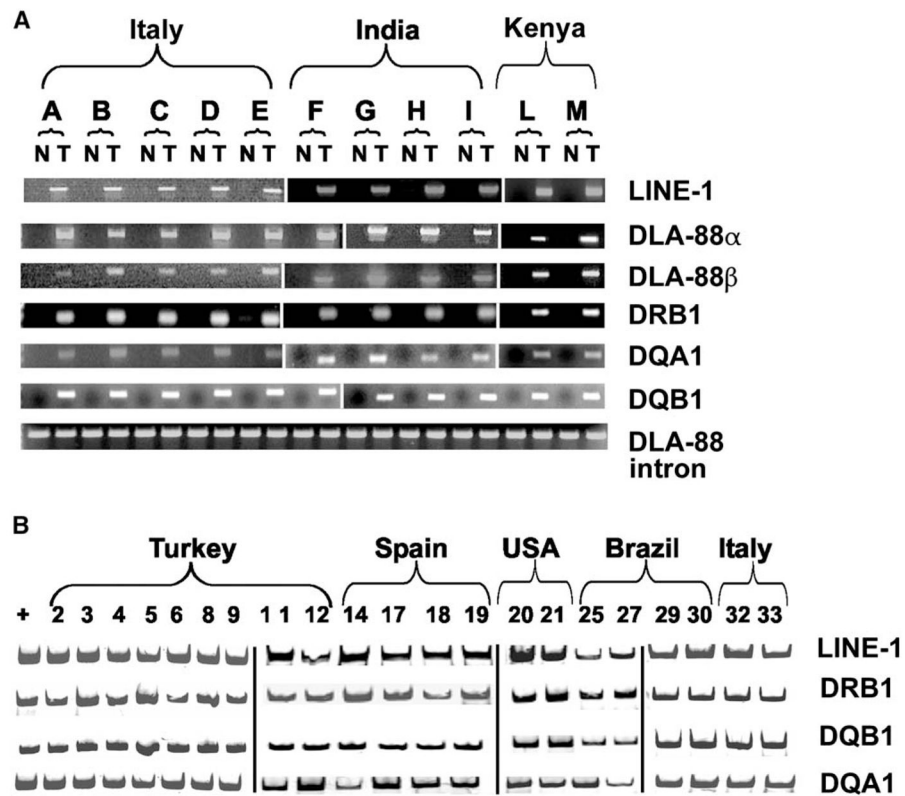 A
Italy India Kenya
A B C D E F G H I L M
N T N T N T N T N T N T N T N T N T N T N T
LINE-1
DLA-88α
DLA-88β
DRB1
DQA1
DQB1
DLA-88
intron
B
Turkey Spain USA Brazil Italy
+ 2 3 4 5 6 8 9 11 12 14 17 18 19 20 21 25 27 29 30 32 33
LINE-1
DRB1
DQB1
DQA1